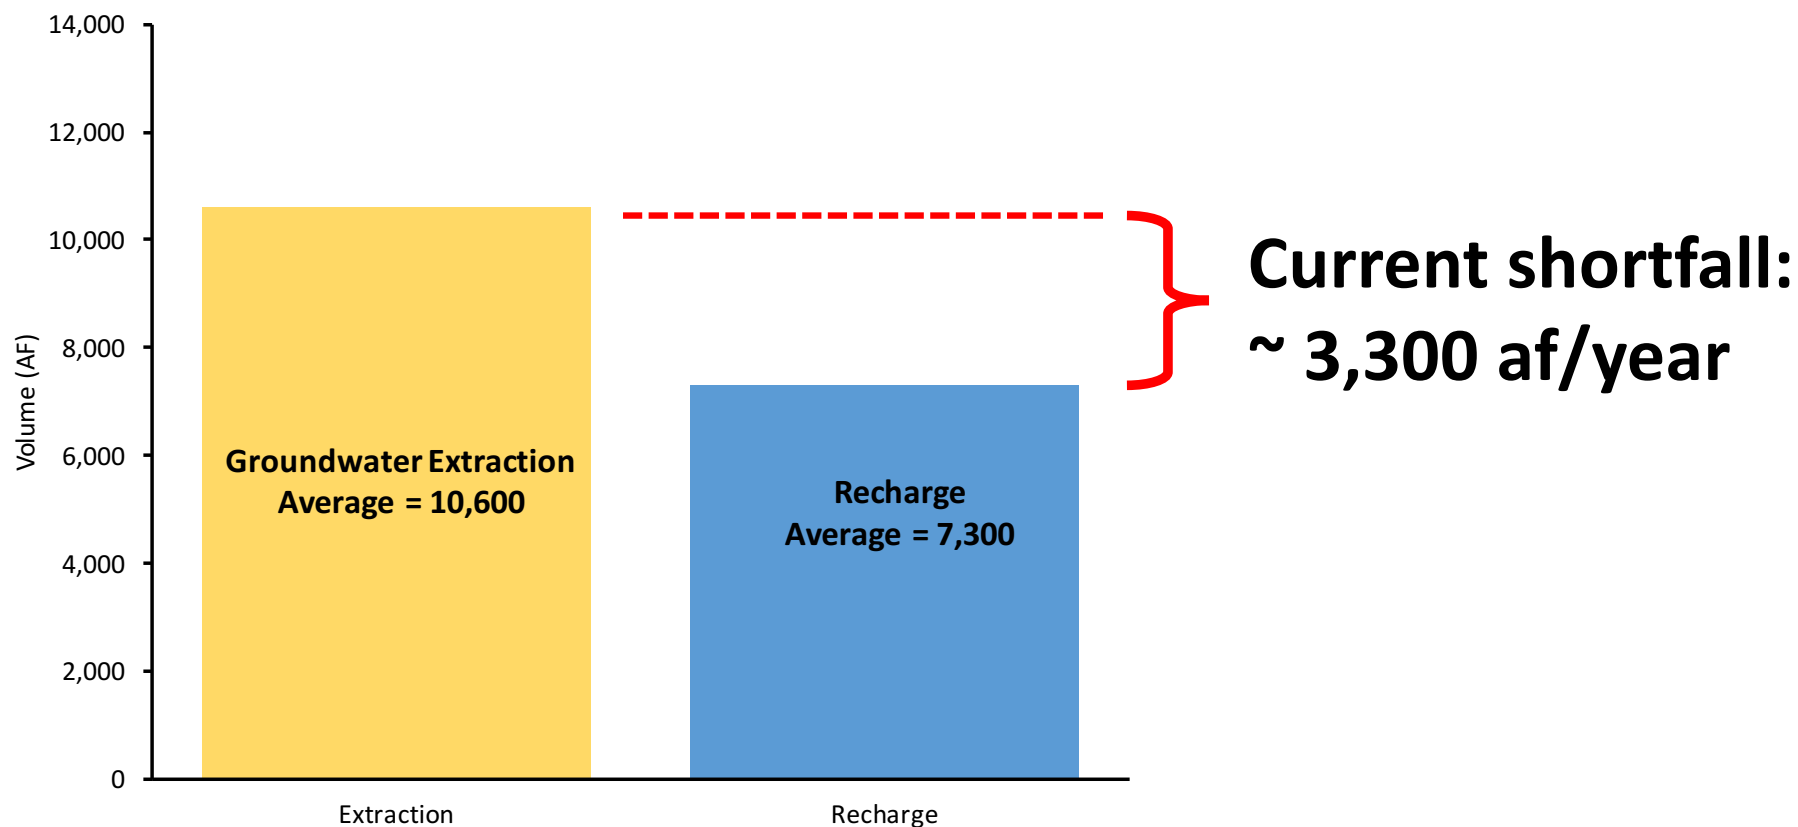 14,000
12,000
10,000
8,000
6,000
4,000
2,000
0
Volume (AF)
Groundwater Extraction
Average = 10,600
Recharge
Average = 7,300
Extraction
Recharge
Current shortfall:
~ 3,300 af/year